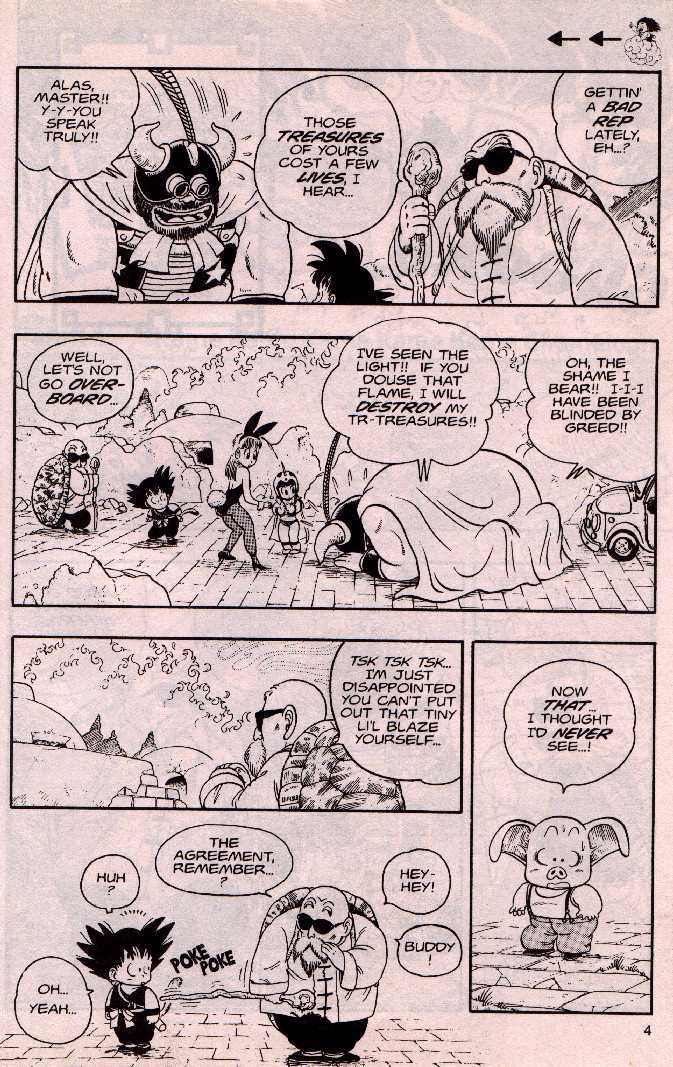 GETTIN'
A BAD
REP
LATELY,
EH...?
THOSE
TREASURES
OF YOURS
COST A FEW
LIVES, I
HEAR...
ALAS,
MASTER!!
Y-Y-YOU
SPEAK
TRULY!!
OH, THE
SHAME I
BEAR!! I-I-I
HAVE BEEN
BLINDED BY
GREED!!
I'VE SEEN THE
LIGHT!! IF YOU
DOUSE THAT
FLAME, I WILL
DESTROY MY
TR-TREASURES!!
WELL,
LET'S NOT
GO OVER-
BOARD...
NOW
THAT...
I THOUGHT
I'D NEVER
SEE...!
TSK TSK TSK...
I'M JUST
DISAPPOINTED
YOU CAN'T PUT
OUT THAT TINY
LI'L BLAZE
YOURSELF...
HEY-
HEY!
BUDDY
!
THE
AGREEMENT,
REMEMBER...
?
POKE
POKE
HUH
?
OH...
YEAH...
4